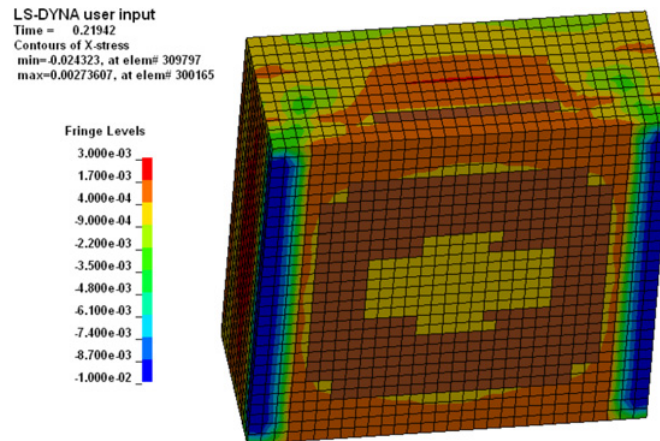 LS-DYNA user input
Time = 0.21942
Contours of X-stress
min=-0.024323, at elem# 309797
max=0.00273607, at elem# 300165
Fringe Levels
3.000e-03
1.700e-03
4.000e-04
-9.000e-04
-2.200e-03
-3.500e-03
-4.800e-03
-6.100e-03
-7.400e-03
-8.700e-03
-1.000e-02